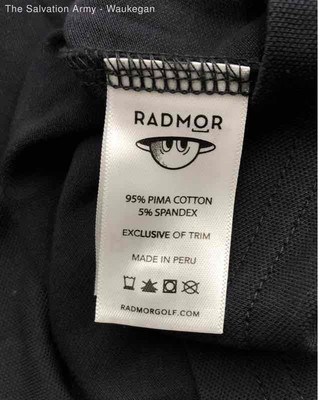 The Salvation Army - Waukegan
RADMOR
95% PIMA COTTON
5% SPANDEX
EXCLUSIVE OF TRIM
MADE IN PERU
RADMORGOLF.COM